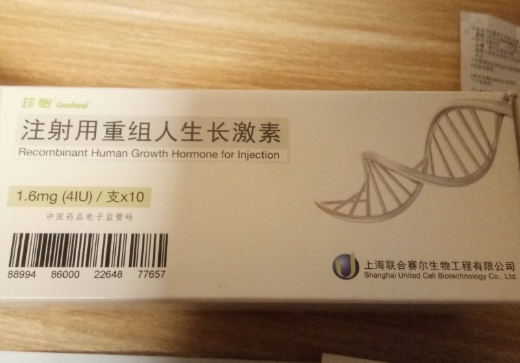 珍怡 Genheal
注射用重组人生长激素
Recombinant Human Growth Hormone for Injection
1.6mg (4IU) / 支x10
中国药品电子监管码
88994 86000 22648 77657
上海联合赛尔生物工程有限公司
Shanghai United Cell Biotechnology Co., Ltd.